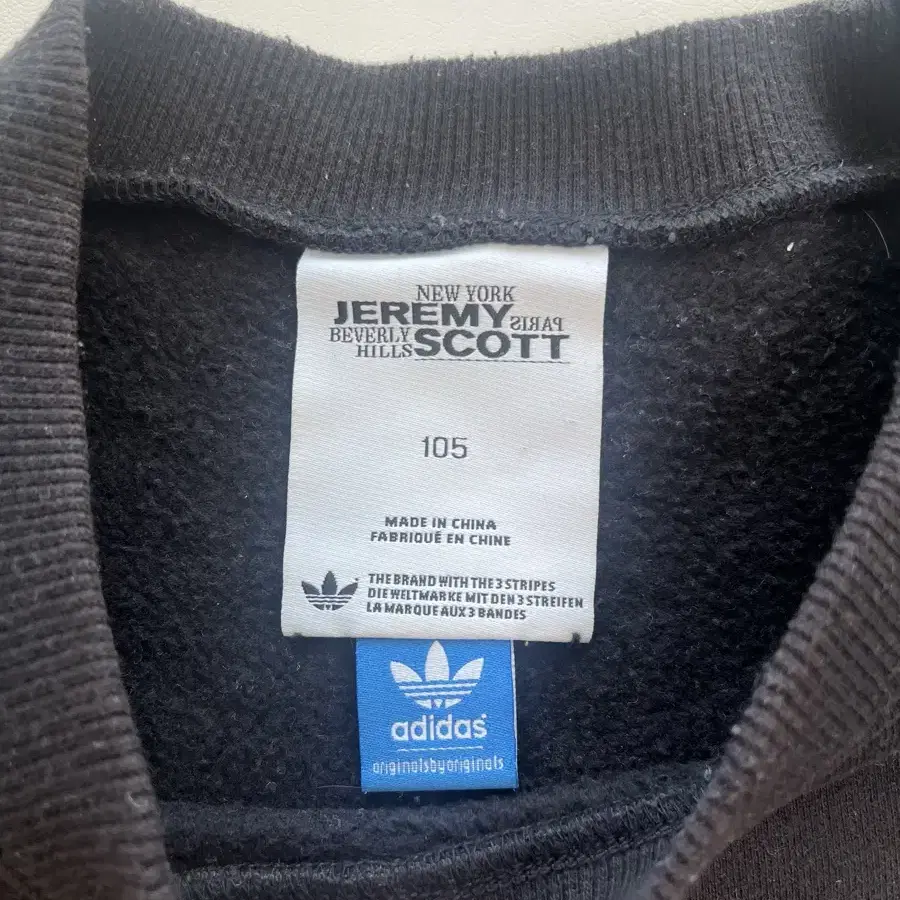 NEW YORK
JEREMY PARIS
BEVERLY HILLS SCOTT
105
MADE IN CHINA
FABRIQUÉ EN CHINE
THE BRAND WITH THE 3 STRIPES
DIE WELTMARKE MIT DEN 3 STREIFEN
LA MARQUE AUX 3 BANDES
adidas
originalsbyoriginals